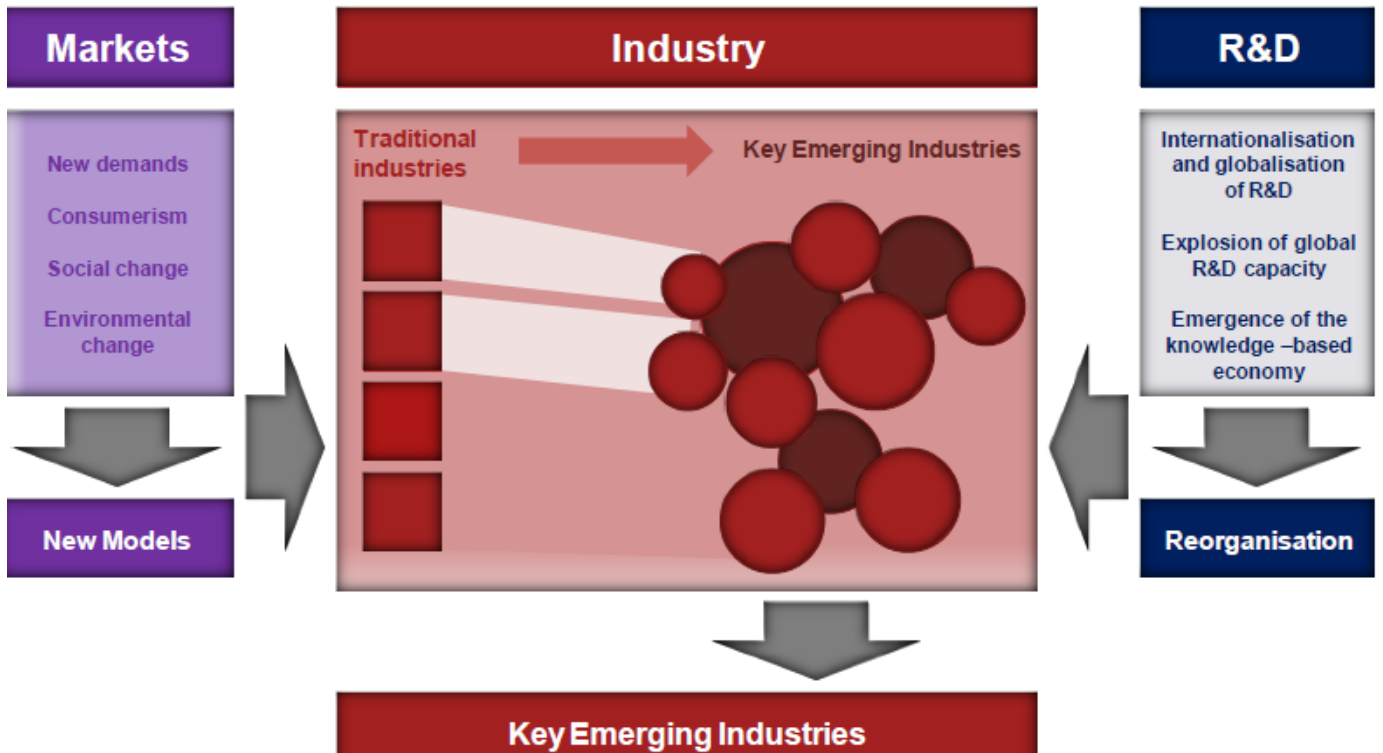 Markets
Industry
R&D
New demands
Consumerism
Social change
Environmental
change
New Models
Traditional
industries
Key Emerging Industries
Internationalisation
and globalisation
of R&D
Explosion of global
R&D capacity
Emergence of the
knowledge –based
economy
Reorganisation
Key Emerging Industries